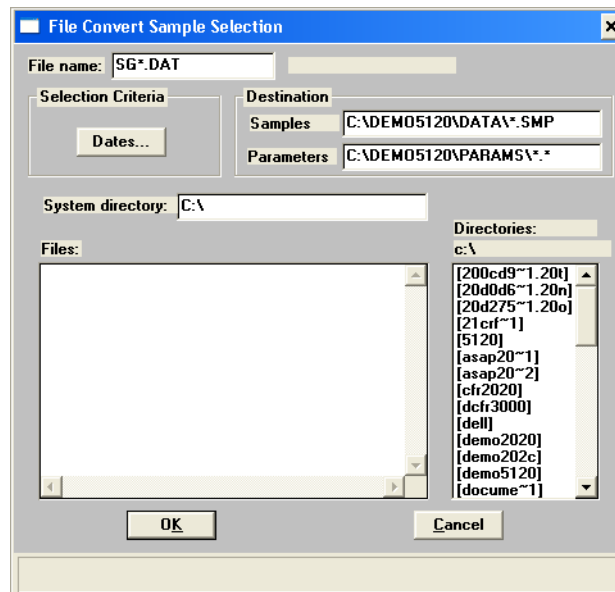 File Convert Sample Selection
File name: SG*.DAT
Selection Criteria
Dates...
Destination
Samples C:\DEMO5120\DATA\*.SMP
Parameters C:\DEMO5120\PARAMS\*.*
System directory: C:\
Files:
Directories:
c:\
[200cd9~1.20t]
[20d0d6~1.20n]
[20d275~1.20o]
[21crf~1]
[5120]
[asap20~1]
[asap20~2]
[cfr2020]
[dcfr3000]
[dell]
[demo2020]
[demo202c]
[demo5120]
[docume~1]
OK
Cancel